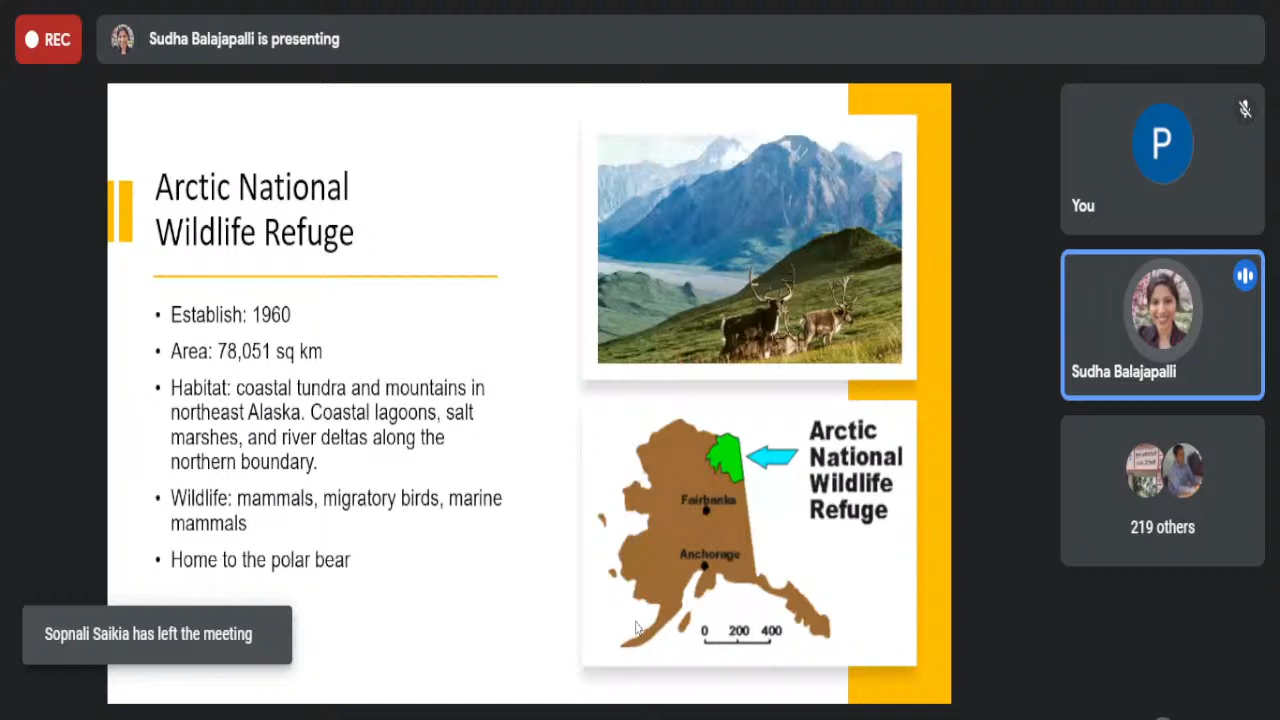 REC
Sudha Balajapalli is presenting
Arctic National
Wildlife Refuge
• Establish: 1960
• Area: 78,051 sq km
• Habitat: coastal tundra and mountains in
northeast Alaska. Coastal lagoons, salt
marshes, and river deltas along the
northern boundary.
• Wildlife: mammals, migratory birds, marine
mammals
• Home to the polar bear
Arctic
National
Wildlife
Refuge
Fairbanks
Anchorage
0 200 400
P
You
Sudha Balajapalli
219 others
Sopnali Saikia has left the meeting